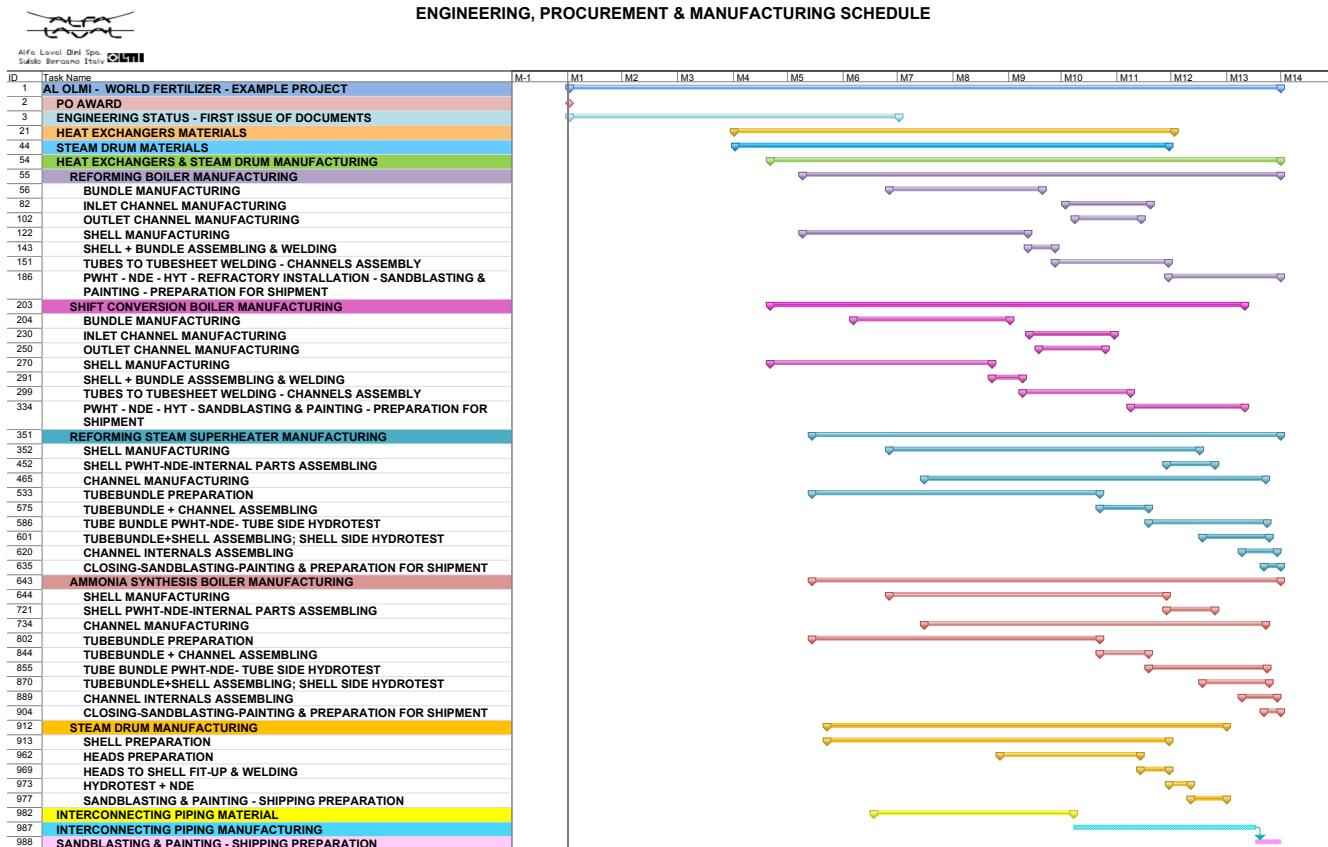 ENGINEERING, PROCUREMENT & MANUFACTURING SCHEDULE
ALFA
LAVAL
Alfa Laval Olmi Spa.
Suisio Bergamo Italy OLMI
ID Task Name M-1 M1 M2 M3 M4 M5 M6 M7 M8 M9 M10 M11 M12 M13 M14
1 AL OLMI - WORLD FERTILIZER - EXAMPLE PROJECT
2 PO AWARD
3 ENGINEERING STATUS - FIRST ISSUE OF DOCUMENTS
21 HEAT EXCHANGERS MATERIALS
44 STEAM DRUM MATERIALS
54 HEAT EXCHANGERS & STEAM DRUM MANUFACTURING
55 REFORMING BOILER MANUFACTURING
56 BUNDLE MANUFACTURING
82 INLET CHANNEL MANUFACTURING
102 OUTLET CHANNEL MANUFACTURING
122 SHELL MANUFACTURING
143 SHELL + BUNDLE ASSEMBLING & WELDING
151 TUBES TO TUBESHEET WELDING - CHANNELS ASSEMBLY
186 PWHT - NDE - HYT - REFRACTORY INSTALLATION - SANDBLASTING &
PAINTING - PREPARATION FOR SHIPMENT
203 SHIFT CONVERSION BOILER MANUFACTURING
204 BUNDLE MANUFACTURING
230 INLET CHANNEL MANUFACTURING
250 OUTLET CHANNEL MANUFACTURING
270 SHELL MANUFACTURING
291 SHELL + BUNDLE ASSSEMBLING & WELDING
299 TUBES TO TUBESHEET WELDING - CHANNELS ASSEMBLY
334 PWHT - NDE - HYT - SANDBLASTING & PAINTING - PREPARATION FOR
SHIPMENT
351 REFORMING STEAM SUPERHEATER MANUFACTURING
352 SHELL MANUFACTURING
452 SHELL PWHT-NDE-INTERNAL PARTS ASSEMBLING
465 CHANNEL MANUFACTURING
533 TUBEBUNDLE PREPARATION
575 TUBEBUNDLE + CHANNEL ASSEMBLING
586 TUBE BUNDLE PWHT-NDE- TUBE SIDE HYDROTEST
601 TUBEBUNDLE+SHELL ASSEMBLING; SHELL SIDE HYDROTEST
620 CHANNEL INTERNALS ASSEMBLING
635 CLOSING-SANDBLASTING-PAINTING & PREPARATION FOR SHIPMENT
643 AMMONIA SYNTHESIS BOILER MANUFACTURING
644 SHELL MANUFACTURING
721 SHELL PWHT-NDE-INTERNAL PARTS ASSEMBLING
734 CHANNEL MANUFACTURING
802 TUBEBUNDLE PREPARATION
844 TUBEBUNDLE + CHANNEL ASSEMBLING
855 TUBE BUNDLE PWHT-NDE- TUBE SIDE HYDROTEST
870 TUBEBUNDLE+SHELL ASSEMBLING; SHELL SIDE HYDROTEST
889 CHANNEL INTERNALS ASSEMBLING
904 CLOSING-SANDBLASTING-PAINTING & PREPARATION FOR SHIPMENT
912 STEAM DRUM MANUFACTURING
913 SHELL PREPARATION
962 HEADS PREPARATION
969 HEADS TO SHELL FIT-UP & WELDING
973 HYDROTEST + NDE
977 SANDBLASTING & PAINTING - SHIPPING PREPARATION
982 INTERCONNECTING PIPING MATERIAL
987 INTERCONNECTING PIPING MANUFACTURING
988 SANDBLASTING & PAINTING - SHIPPING PREPARATION